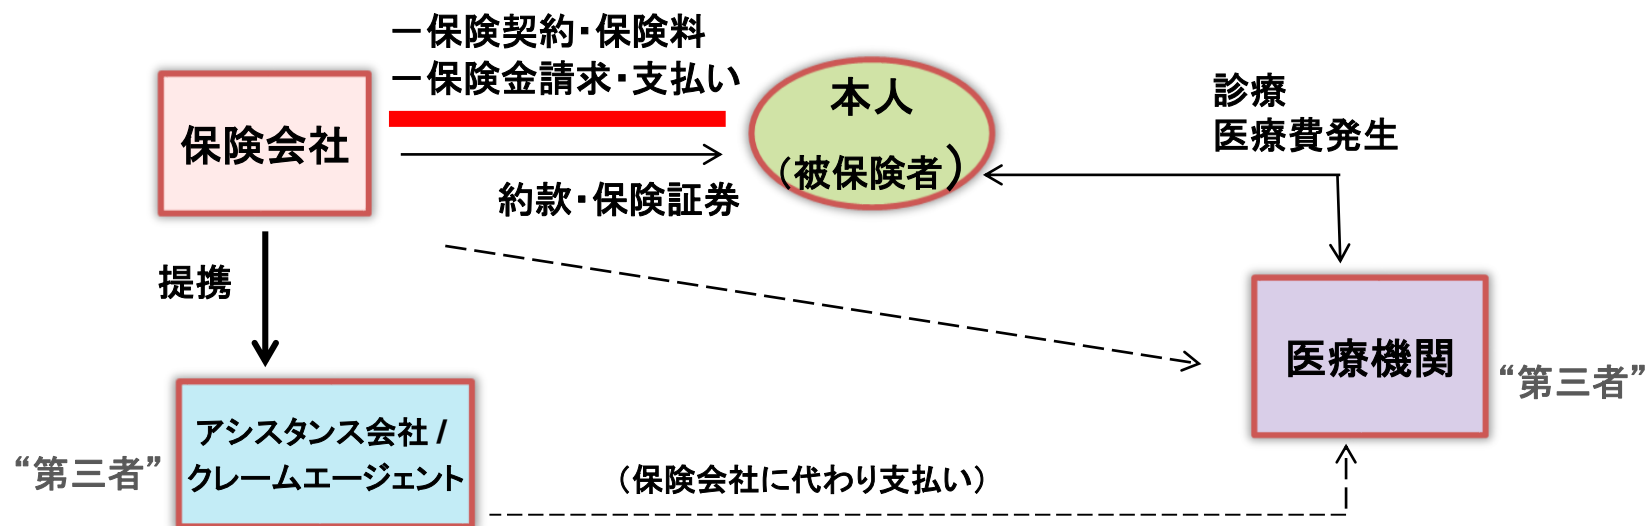 －保険契約・保険料
－保険金請求・支払い
保険会社
本人
（被保険者）
診療
医療費発生
約款・保険証券
提携
医療機関
“第三者”
アシスタンス会社 /
クレームエージェント
“第三者”
（保険会社に代わり支払い）